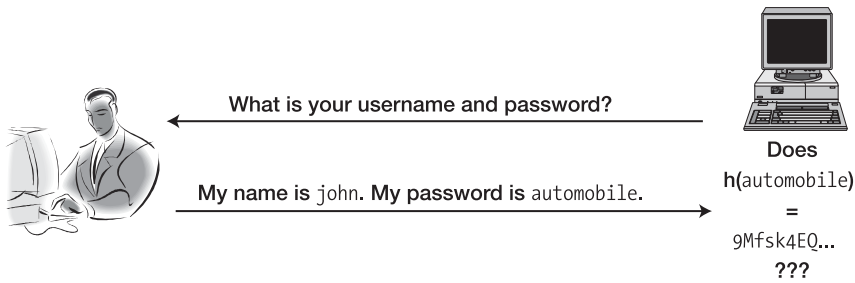 What is your username and password?
My name is john. My password is automobile.
Does
h(automobile)
=
9Mfsk4EQ...
???